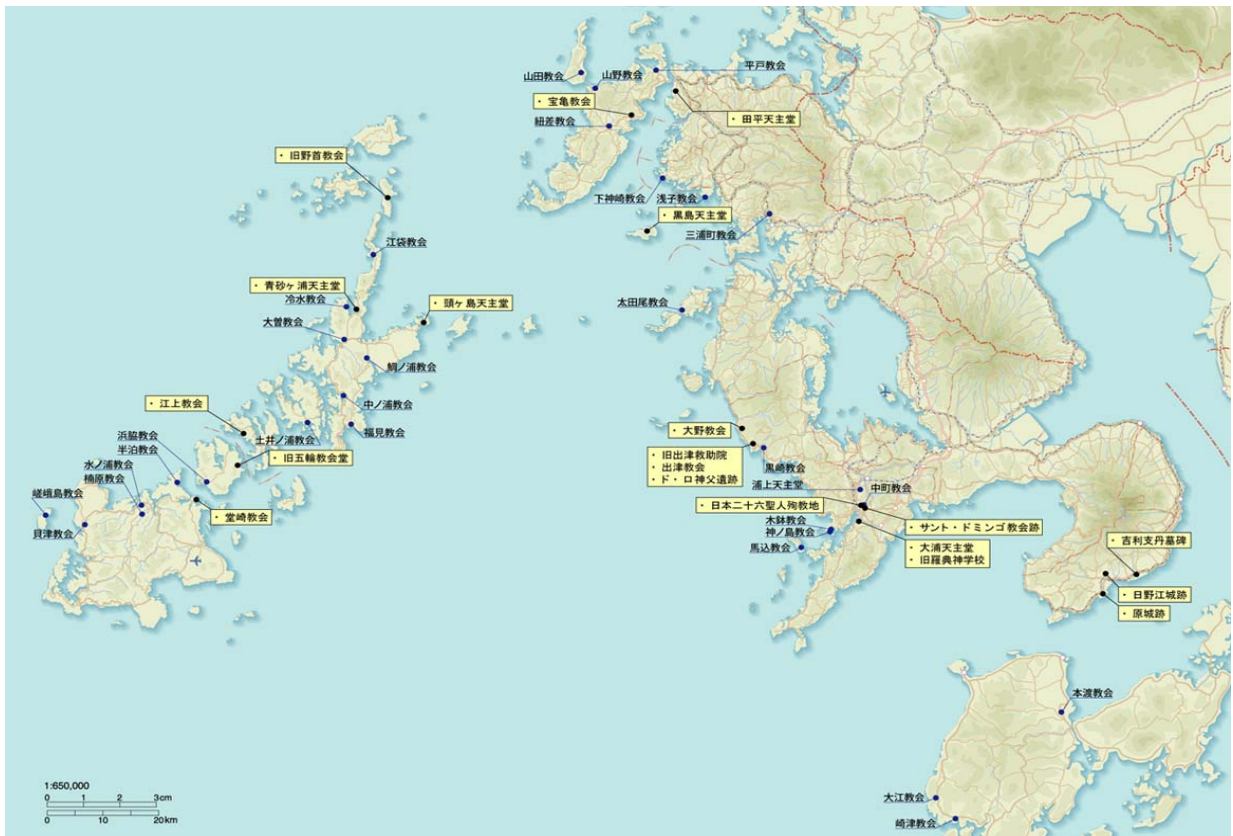 山田教会
山野教会
平戸教会
・宝亀教会
・田平天主堂
紐差教会
・旧野首教会
下神崎教会
浅子教会
・黒島天主堂
三浦町教会
江袋教会
・青砂ヶ浦天主堂
冷水教会
・頭ヶ島天主堂
太田尾教会
大曽教会
鯛ノ浦教会
・江上教会
中ノ浦教会
土井ノ浦教会
福見教会
・大野教会
浜脇教会
半泊教会
・旧五輪教会堂
・旧出津救助院
・出津教会
・ド・ロ神父遺跡
黒崎教会
水ノ浦教会
楠原教会
浦上天主堂
中町教会
嵯峨島教会
・堂崎教会
・日本二十六聖人殉教地
貝津教会
木鉢教会
神ノ島教会
・サント・ドミンゴ教会跡
馬込教会
・大浦天主堂
・旧羅典神学校
・吉利支丹墓碑
・日野江城跡
・原城跡
本渡教会
大江教会
崎津教会
1:650,000
0 1 2 3cm
0 10 20km